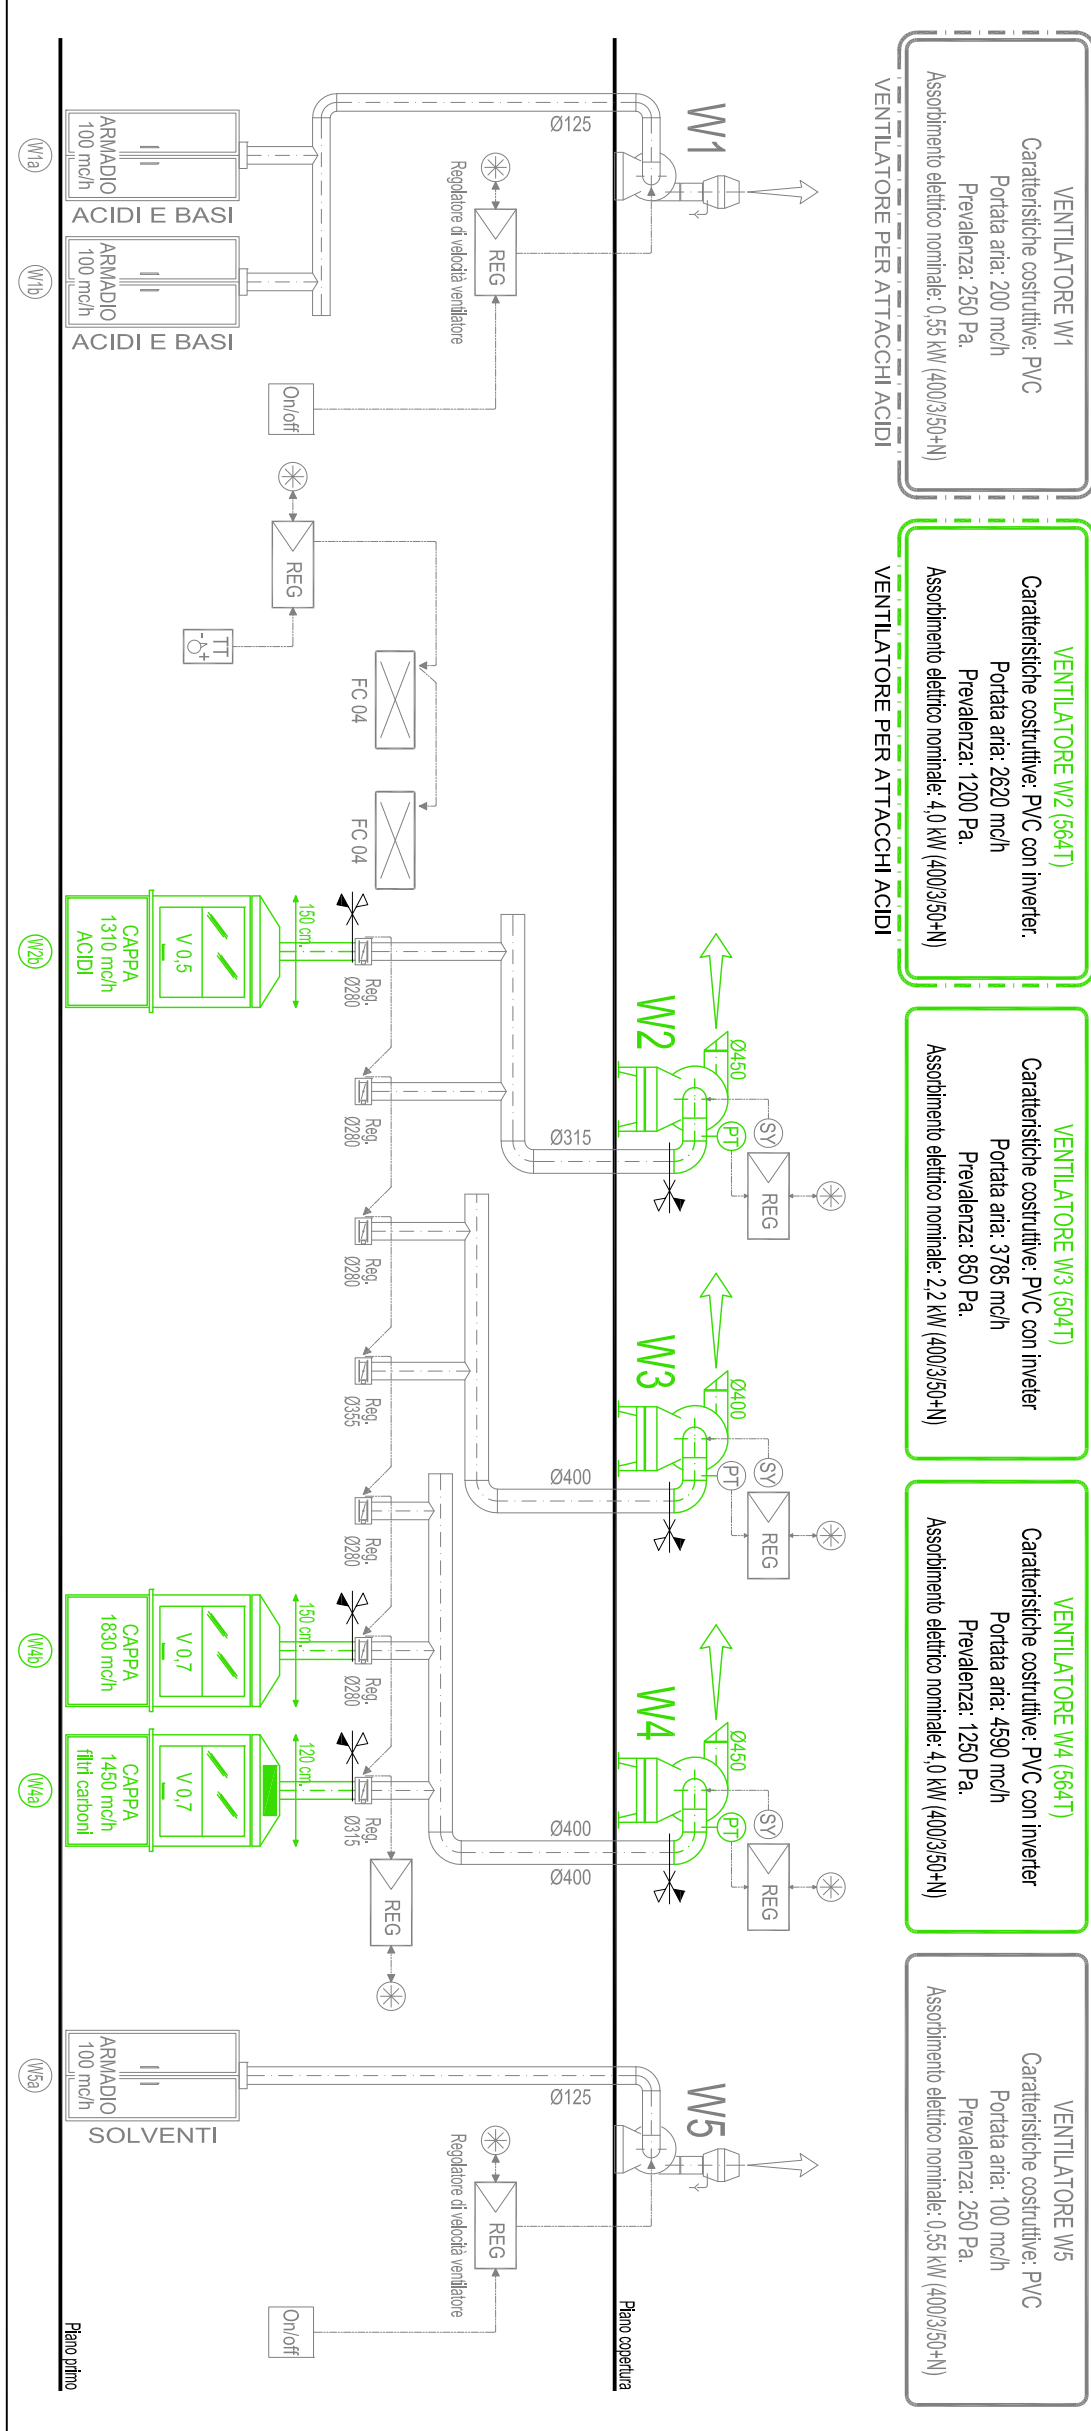 VENTILATORE W1
Caratteristiche costruttive: PVC
Portata aria: 200 mc/h
Prevalenza: 250 Pa.
Assorbimento elettrico nominale: 0,55 kW (400/3/50+N)
VENTILATORE PER ATTACCHI ACIDI
VENTILATORE W2 (564T)
Caratteristiche costruttive: PVC con inverter.
Portata aria: 2620 mc/h
Prevalenza: 1200 Pa.
Assorbimento elettrico nominale: 4,0 kW (400/3/50+N)
VENTILATORE PER ATTACCHI ACIDI
VENTILATORE W3 (504T)
Caratteristiche costruttive: PVC con inveter
Portata aria: 3785 mc/h
Prevalenza: 850 Pa.
Assorbimento elettrico nominale: 2,2 kW (400/3/50+N)
VENTILATORE W4 (564T)
Caratteristiche costruttive: PVC con inverter
Portata aria: 4590 mc/h
Prevalenza: 1250 Pa.
Assorbimento elettrico nominale: 4,0 kW (400/3/50+N)
VENTILATORE W5
Caratteristiche costruttive: PVC
Portata aria: 100 mc/h
Prevalenza: 250 Pa.
Assorbimento elettrico nominale: 0,55 kW (400/3/50+N)
W1
W2
W3
W4
W5
Ø450
SY
PT
REG
Ø400
SY
PT
REG
Ø450
SY
PT
REG
Piano copertura
Ø125
Ø315
Ø400
Ø400
Ø400
Ø125
REG
Regolatore di velocità ventilatore
On/off
REG
TT
- +
FC 04
FC 04
REG
Regolatore di velocità ventilatore
On/off
Reg.
Ø280
Reg.
Ø280
Reg.
Ø280
Reg.
Ø355
Reg.
Ø280
Reg.
Ø280
Reg.
Ø315
REG
150 cm.
150 cm.
120 cm.
ARMADIO
100 mc/h
ACIDI E BASI
ARMADIO
100 mc/h
ACIDI E BASI
V 0,5
CAPPA
1310 mc/h
ACIDI
V 0,7
CAPPA
1830 mc/h
V 0,7
CAPPA
1450 mc/h
filtri carboni
ARMADIO
100 mc/h
SOLVENTI
Piano primo
W1a
W1b
W2b
W4b
W4a
W5a